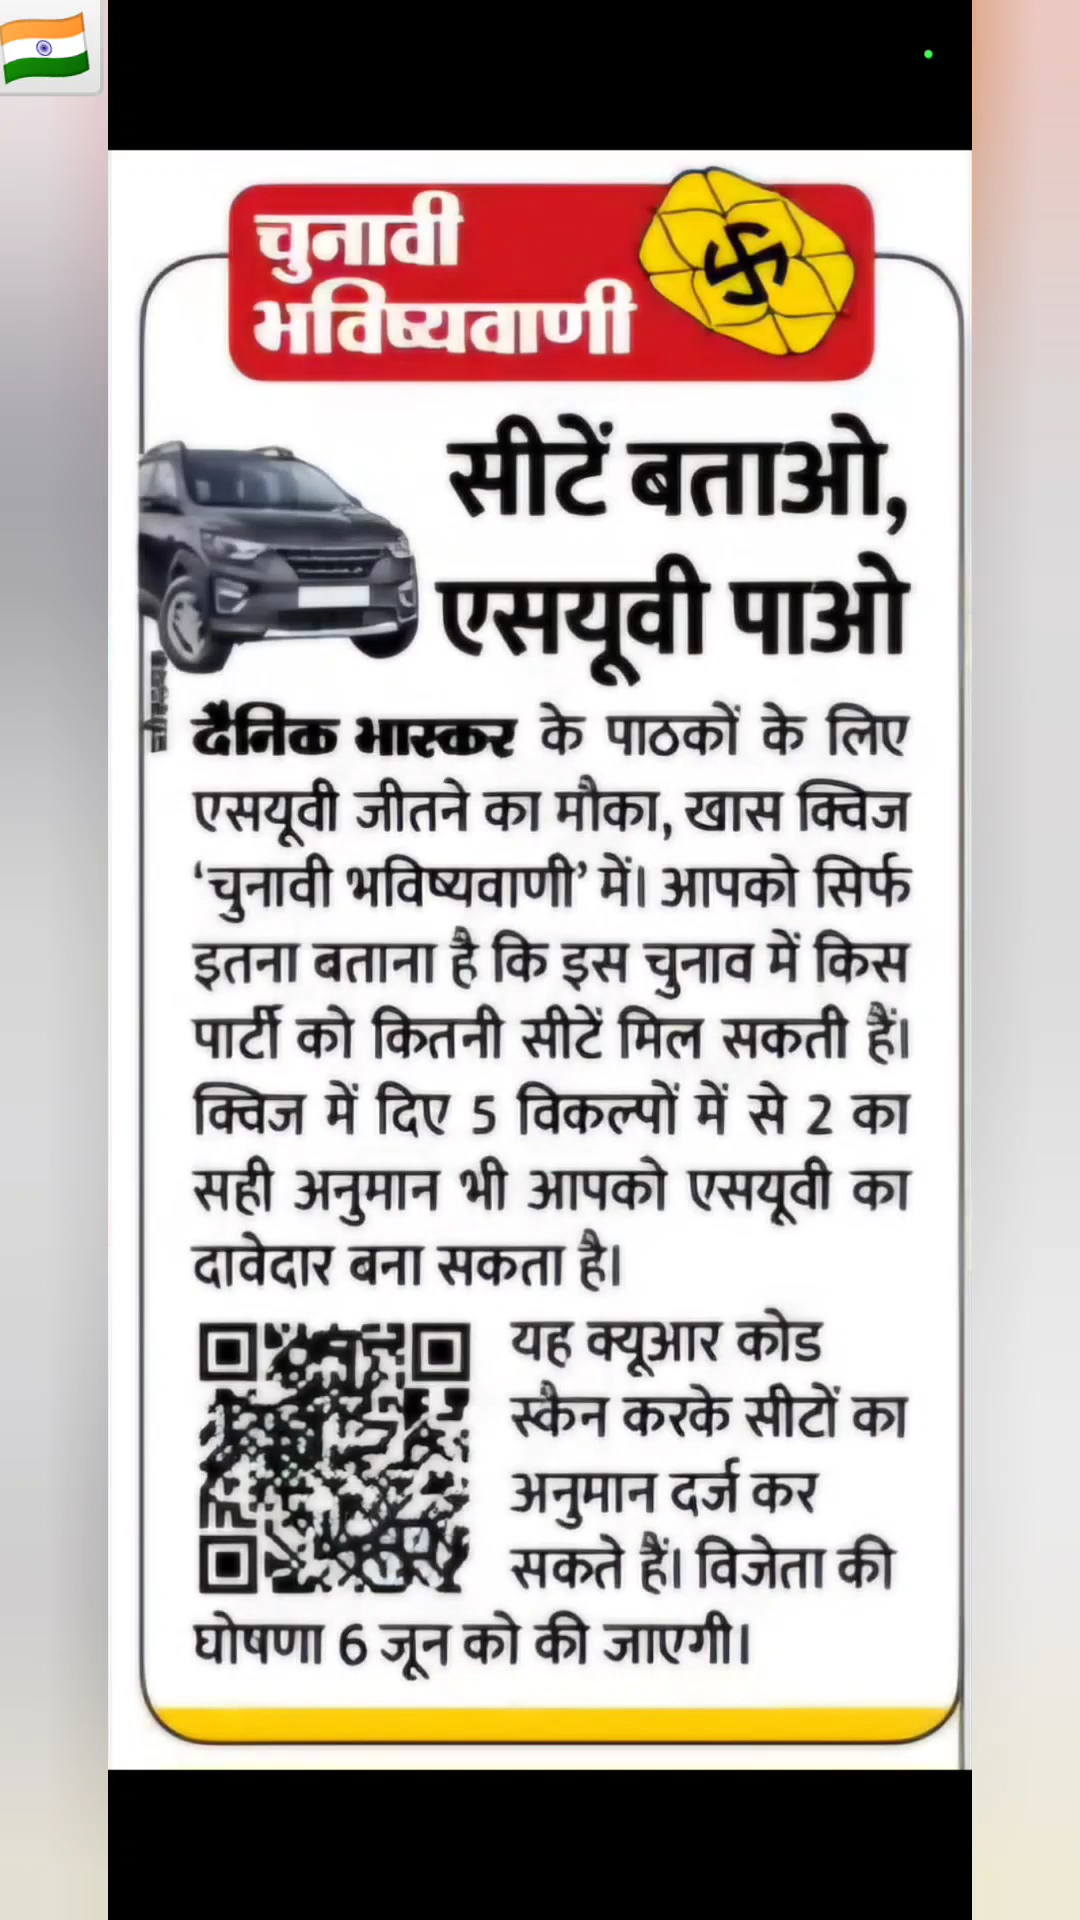 चुनावी
भविष्यवाणी
सीटें बताओ,
एसयूवी पाओ
दैनिक भास्कर के पाठकों के लिए
एसयूवी जीतने का मौका, खास क्विज
‘चुनावी भविष्यवाणी’ में। आपको सिर्फ
इतना बताना है कि इस चुनाव में किस
पार्टी को कितनी सीटें मिल सकती हैं।
क्विज में दिए 5 विकल्पों में से 2 का
सही अनुमान भी आपको एसयूवी का
दावेदार बना सकता है।
यह क्यूआर कोड
स्कैन करके सीटों का
अनुमान दर्ज कर
सकते हैं। विजेता की
घोषणा 6 जून को की जाएगी।